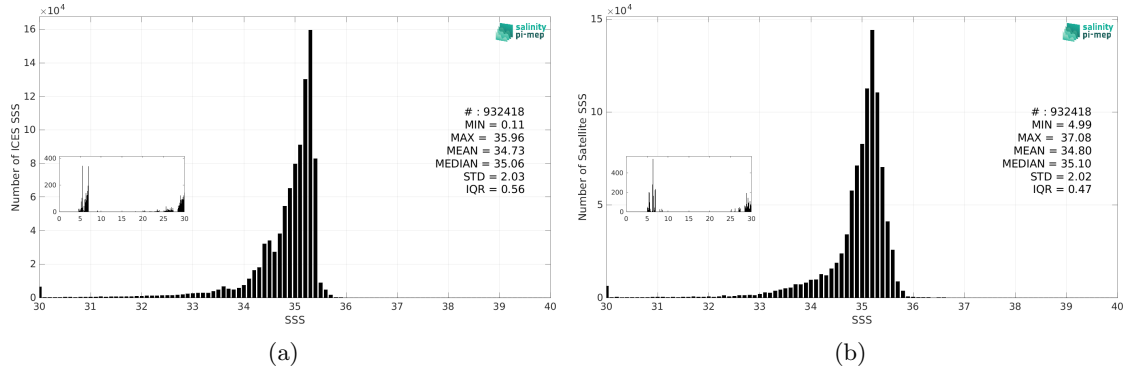 ×10⁴
salinity
pi-mep
16
14
12
10
8
6
4
2
0
Number of ICES SSS
# : 932418
MIN = 0.11
MAX = 35.96
MEAN = 34.73
MEDIAN = 35.06
STD = 2.03
IQR = 0.56
400
200
0
0 5 10 15 20 25 30
30 31 32 33 34 35 36 37 38 39 40
SSS
(a)
×10⁴
salinity
pi-mep
15
10
5
0
Number of Satellite SSS
# : 932418
MIN = 4.99
MAX = 37.08
MEAN = 34.80
MEDIAN = 35.10
STD = 2.02
IQR = 0.47
400
200
0
0 5 10 15 20 25 30
30 31 32 33 34 35 36 37 38 39 40
SSS
(b)